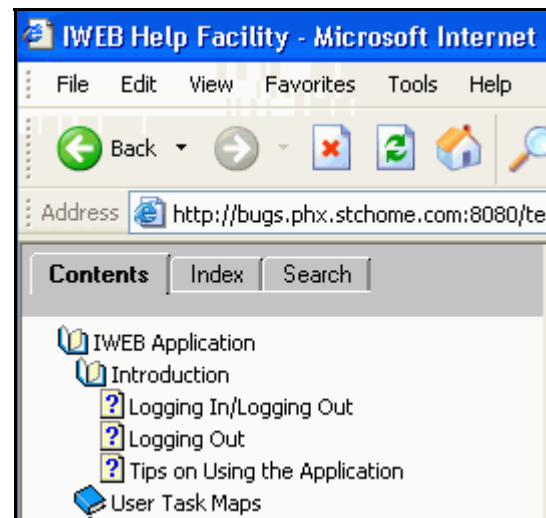 IWEB Help Facility - Microsoft Internet
File Edit View Favorites Tools Help
Back
Address http://bugs.phx.stchome.com:8080/te
Contents Index Search
IWEB Application
Introduction
Logging In/Logging Out
Logging Out
Tips on Using the Application
User Task Maps